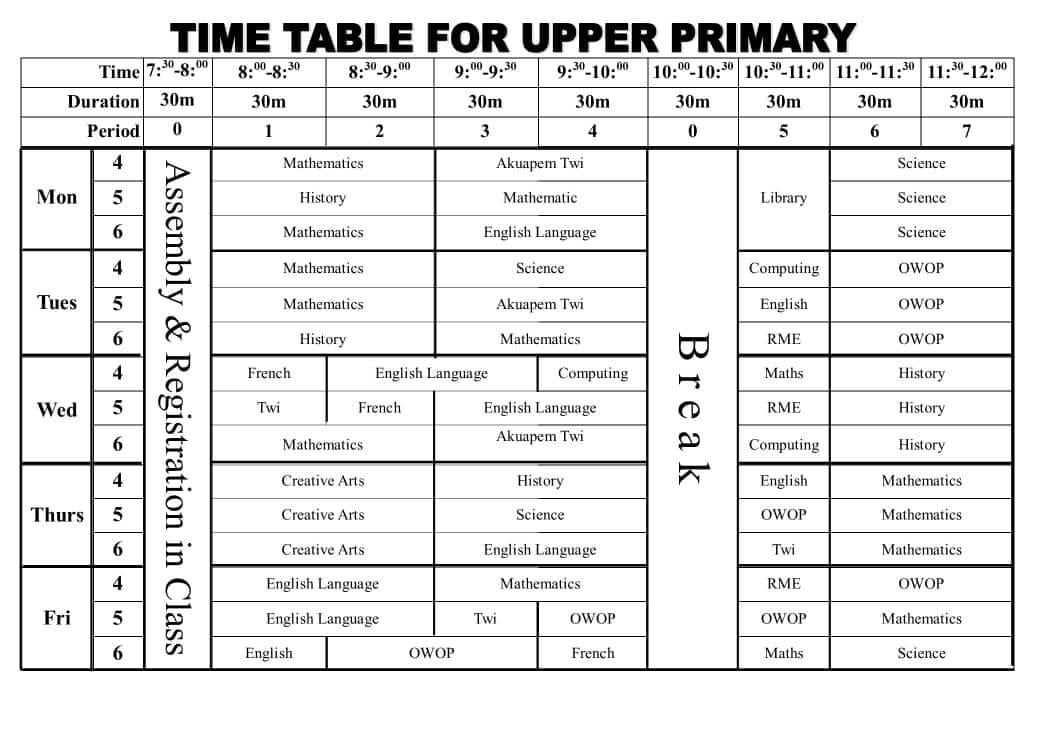 TIME TABLE FOR UPPER PRIMARY
Time 7:30-8:00 8:00-8:30 8:30-9:00 9:00-9:30 9:30-10:00 10:00-10:30 10:30-11:00 11:00-11:30 11:30-12:00
Duration 30m 30m 30m 30m 30m 30m 30m 30m 30m
Period 0 1 2 3 4 0 5 6 7
Assembly & Registration in Class
Break
4 Mathematics Akuapem Twi Science
Mon 5 History Mathematic Library Science
6 Mathematics English Language Science
4 Mathematics Science Computing OWOP
Tues 5 Mathematics Akuapem Twi English OWOP
6 History Mathematics RME OWOP
4 French English Language Computing Maths History
Wed 5 Twi French English Language RME History
6 Mathematics Akuapem Twi Computing History
4 Creative Arts History English Mathematics
Thurs 5 Creative Arts Science OWOP Mathematics
6 Creative Arts English Language Twi Mathematics
4 English Language Mathematics RME OWOP
Fri 5 English Language Twi OWOP OWOP Mathematics
6 English OWOP French Maths Science